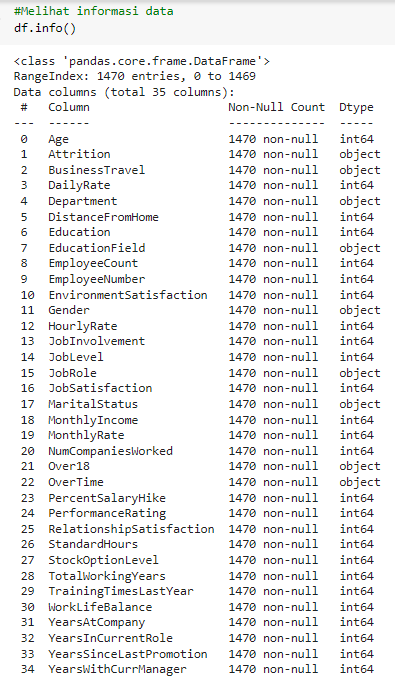 #Melihat informasi data
df.info()
<class 'pandas.core.frame.DataFrame'>
RangeIndex: 1470 entries, 0 to 1469
Data columns (total 35 columns):
 #   Column                    Non-Null Count  Dtype
---  ------                    --------------  -----
 0   Age                       1470 non-null   int64
 1   Attrition                 1470 non-null   object
 2   BusinessTravel            1470 non-null   object
 3   DailyRate                 1470 non-null   int64
 4   Department                1470 non-null   object
 5   DistanceFromHome          1470 non-null   int64
 6   Education                 1470 non-null   int64
 7   EducationField            1470 non-null   object
 8   EmployeeCount             1470 non-null   int64
 9   EmployeeNumber            1470 non-null   int64
 10  EnvironmentSatisfaction   1470 non-null   int64
 11  Gender                    1470 non-null   object
 12  HourlyRate                1470 non-null   int64
 13  JobInvolvement            1470 non-null   int64
 14  JobLevel                  1470 non-null   int64
 15  JobRole                   1470 non-null   object
 16  JobSatisfaction           1470 non-null   int64
 17  MaritalStatus             1470 non-null   object
 18  MonthlyIncome             1470 non-null   int64
 19  MonthlyRate               1470 non-null   int64
 20  NumCompaniesWorked        1470 non-null   int64
 21  Over18                    1470 non-null   object
 22  OverTime                  1470 non-null   object
 23  PercentSalaryHike         1470 non-null   int64
 24  PerformanceRating         1470 non-null   int64
 25  RelationshipSatisfaction  1470 non-null   int64
 26  StandardHours             1470 non-null   int64
 27  StockOptionLevel          1470 non-null   int64
 28  TotalWorkingYears         1470 non-null   int64
 29  TrainingTimesLastYear     1470 non-null   int64
 30  WorkLifeBalance           1470 non-null   int64
 31  YearsAtCompany            1470 non-null   int64
 32  YearsInCurrentRole        1470 non-null   int64
 33  YearsSinceLastPromotion   1470 non-null   int64
 34  YearsWithCurrManager      1470 non-null   int64